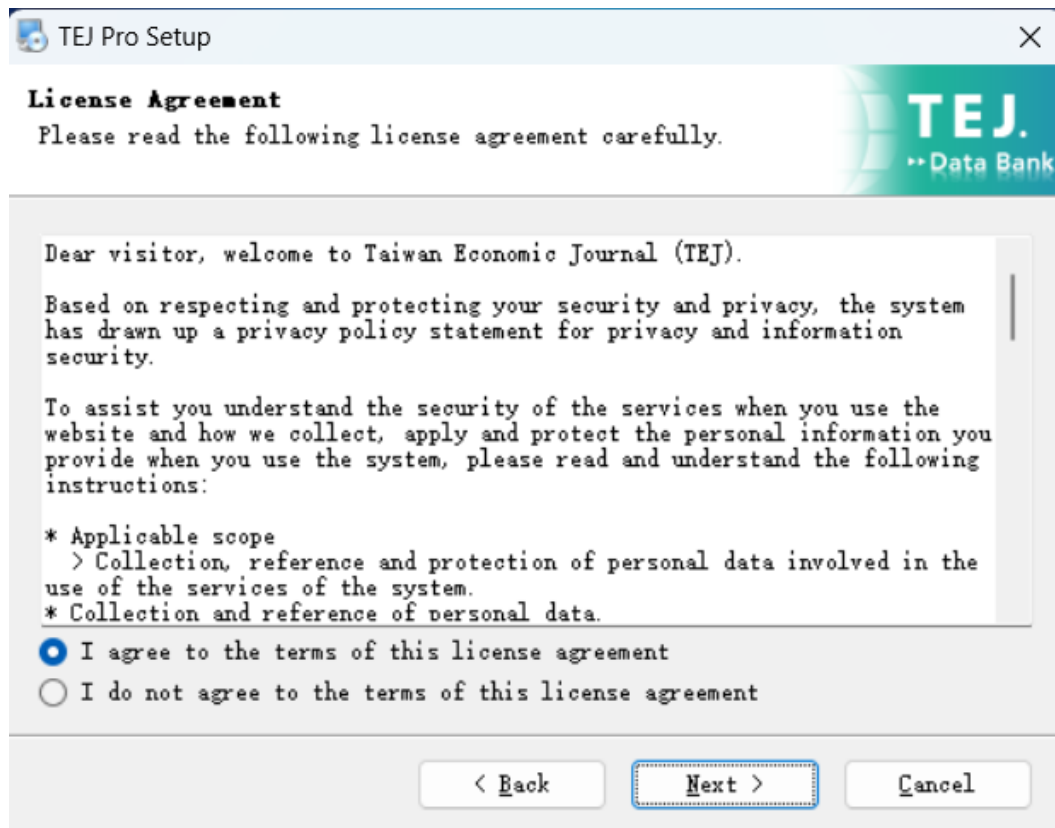 TEJ Pro Setup
License Agreement
Please read the following license agreement carefully.
TEJ.
Data Bank
Dear visitor, welcome to Taiwan Economic Journal (TEJ).
Based on respecting and protecting your security and privacy, the system
has drawn up a privacy policy statement for privacy and information
security.
To assist you understand the security of the services when you use the
website and how we collect, apply and protect the personal information you
provide when you use the system, please read and understand the following
instructions:
* Applicable scope
> Collection, reference and protection of personal data involved in the
use of the services of the system.
* Collection and reference of personal data.
I agree to the terms of this license agreement
I do not agree to the terms of this license agreement
< Back
Next >
Cancel